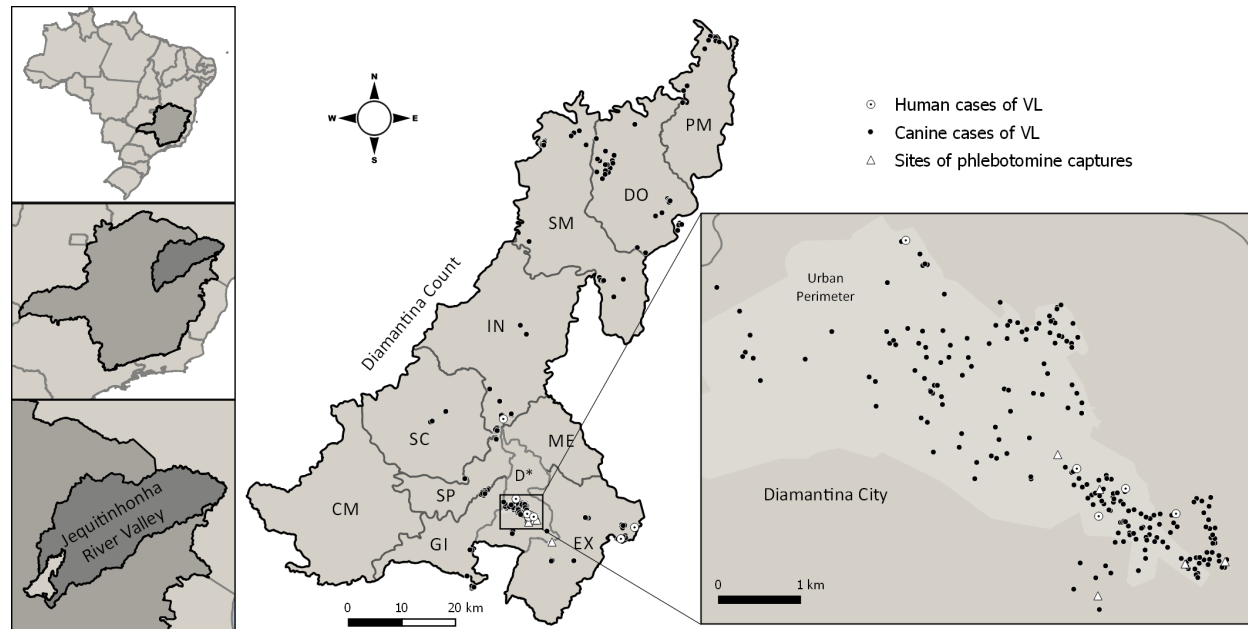 N
W
E
S
Human cases of VL
Canine cases of VL
Sites of phlebotomine captures
PM
DO
SM
Diamantina Count
IN
SC
ME
D*
SP
CM
GI
EX
0 10 20 km
Jequitinhonha
River Valley
Urban
Perimeter
Diamantina City
0 1 km